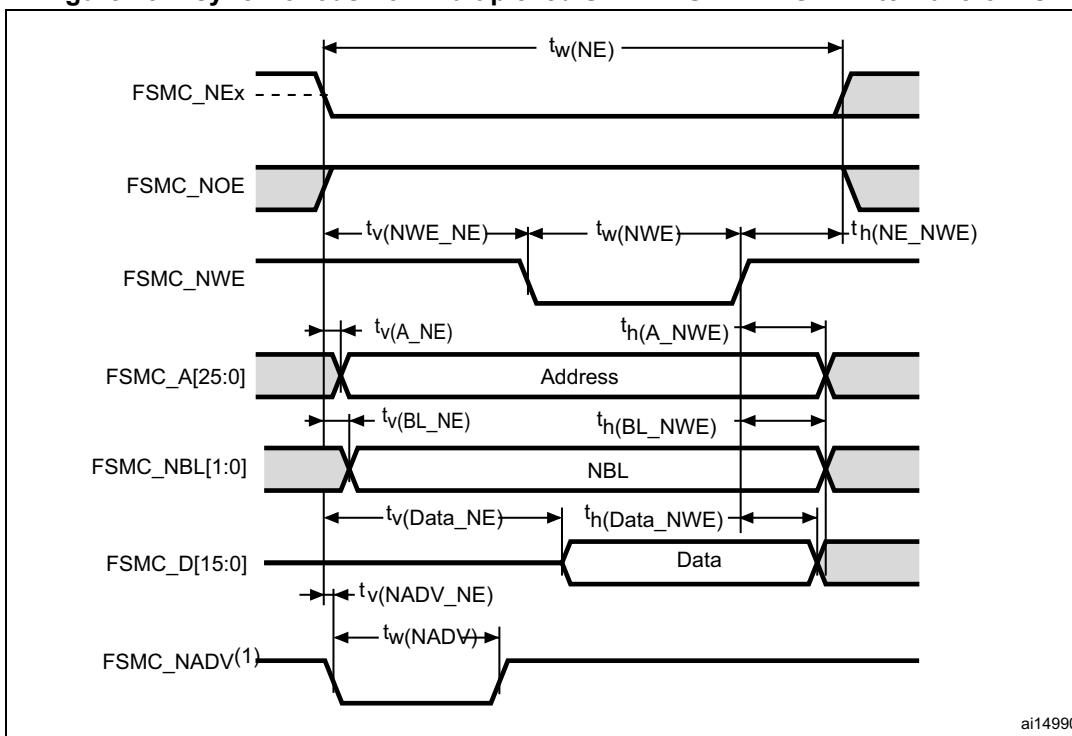 tw(NE)
FSMC_NEx
FSMC_NOE
tv(NWE_NE)
tw(NWE)
th(NE_NWE)
FSMC_NWE
tv(A_NE)
th(A_NWE)
FSMC_A[25:0]
Address
tv(BL_NE)
th(BL_NWE)
FSMC_NBL[1:0]
NBL
tv(Data_NE)
th(Data_NWE)
FSMC_D[15:0]
Data
tv(NADV_NE)
tw(NADV)
FSMC_NADV(1)
ai14990